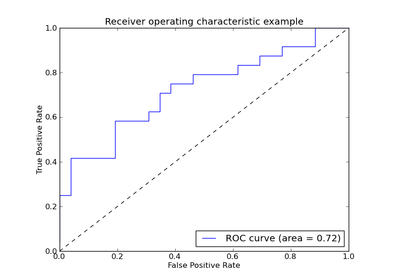 Receiver operating characteristic example
1.0
0.8
0.6
0.4
0.2
0.0
True Positive Rate
0.0 0.2 0.4 0.6 0.8 1.0
False Positive Rate
ROC curve (area = 0.72)